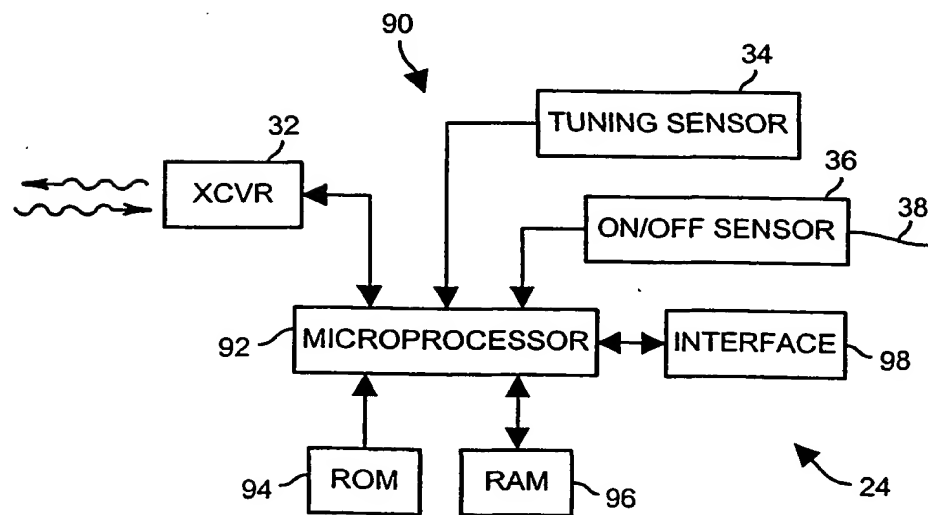 90
34
TUNING SENSOR
32
XCVR
36
ON/OFF SENSOR
38
92
MICROPROCESSOR
INTERFACE
98
94
ROM
RAM
96
24